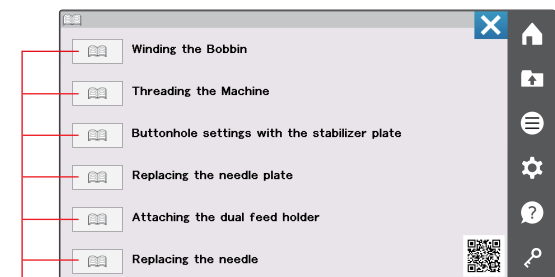 Winding the Bobbin
Threading the Machine
Buttonhole settings with the stabilizer plate
Replacing the needle plate
Attaching the dual feed holder
Replacing the needle